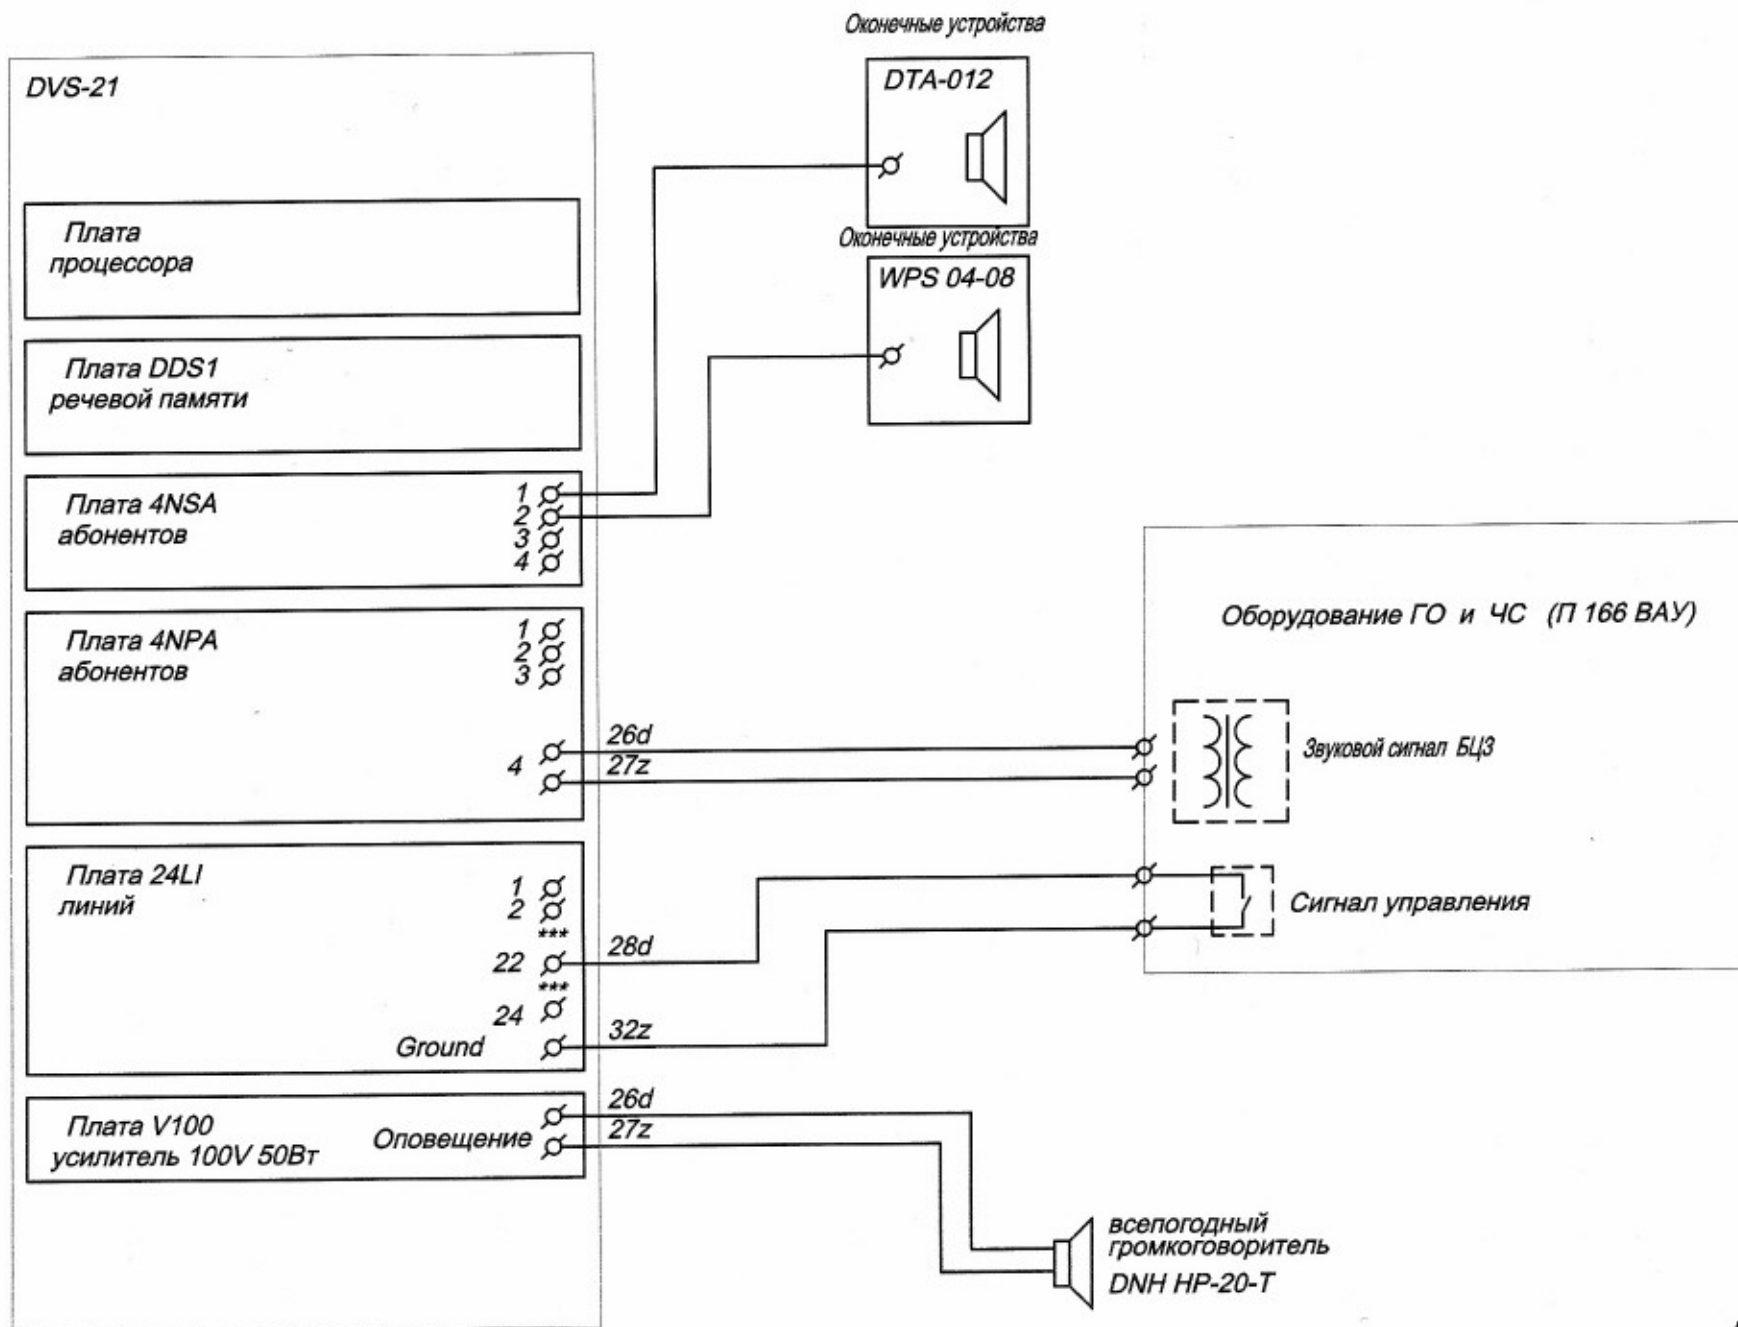 Оконечные устройства
DVS-21
DTA-012
Плата
процессора
Оконечные устройства
WPS 04-08
Плата DDS1
речевой памяти
Плата 4NSA
абонентов
1
2
3
4
Плата 4NPA
абонентов
1
2
3
4
26d
27z
Оборудование ГО и ЧС (П 166 ВАУ)
Звуковой сигнал БЦЗ
Плата 24LI
линий
1
2
***
22
***
24
Ground
28d
32z
Сигнал управления
Плата V100
усилитель 100V 50Вт
Оповещение
26d
27z
всепогодный
громкоговоритель
DNH HP-20-T